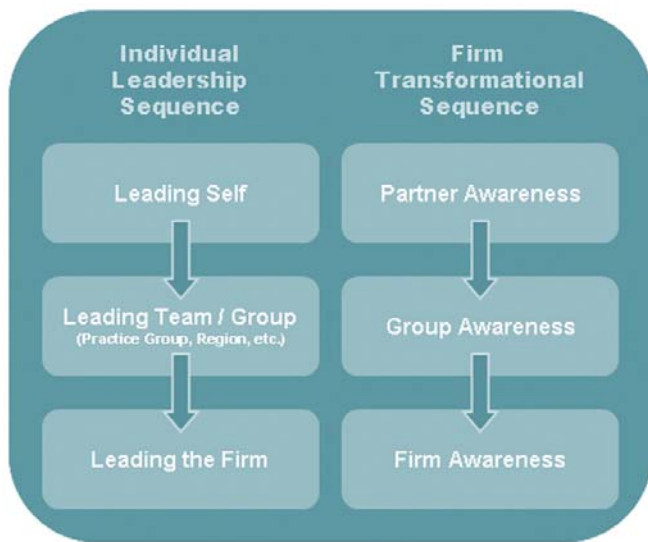 Individual
Leadership
Sequence
Leading Self
Leading Team / Group
(Practice Group, Region, etc.)
Leading the Firm
Firm
Transformational
Sequence
Partner Awareness
Group Awareness
Firm Awareness